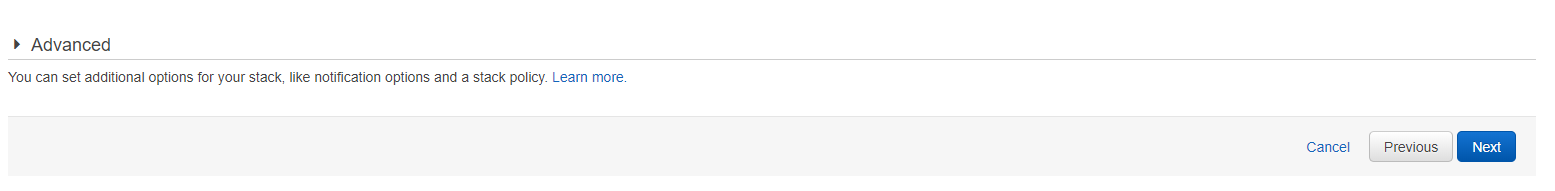 Advanced
You can set additional options for your stack, like notification options and a stack policy. Learn more.
Cancel Previous Next